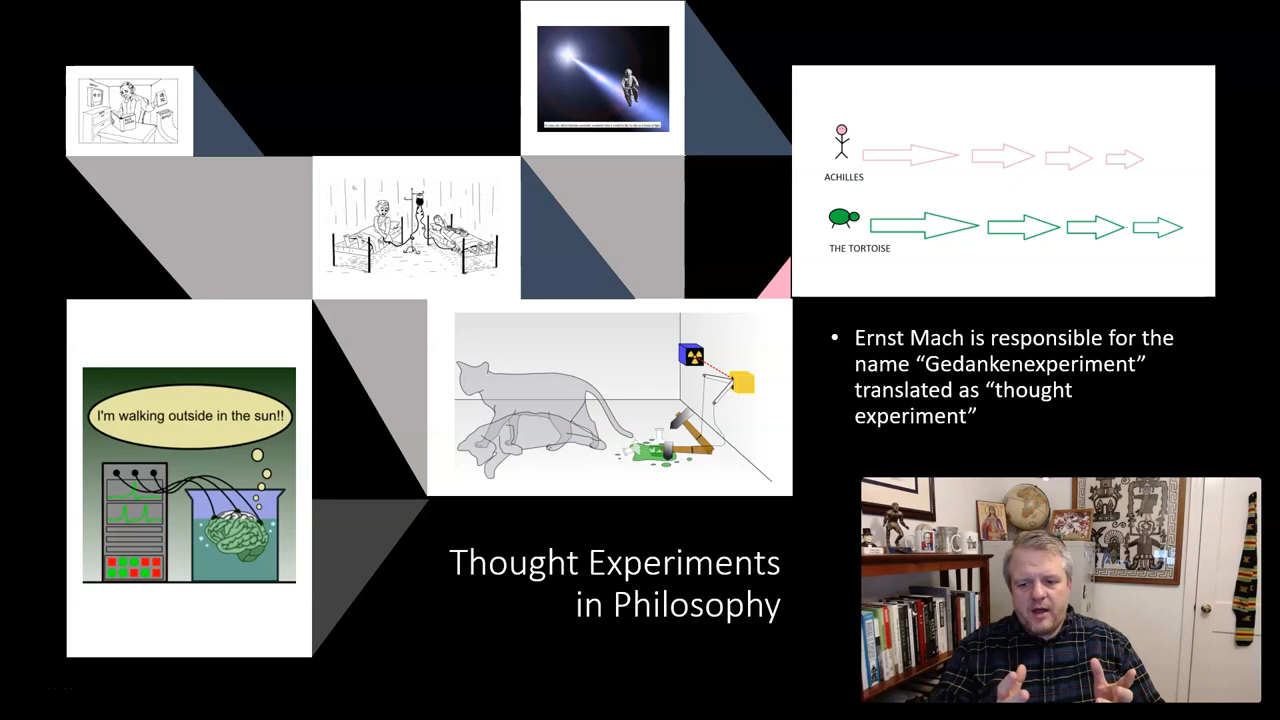 ACHILLES
THE TORTOISE
• Ernst Mach is responsible for the
name “Gedankenexperiment”
translated as “thought
experiment”
I'm walking outside in the sun!!
Thought Experiments
in Philosophy